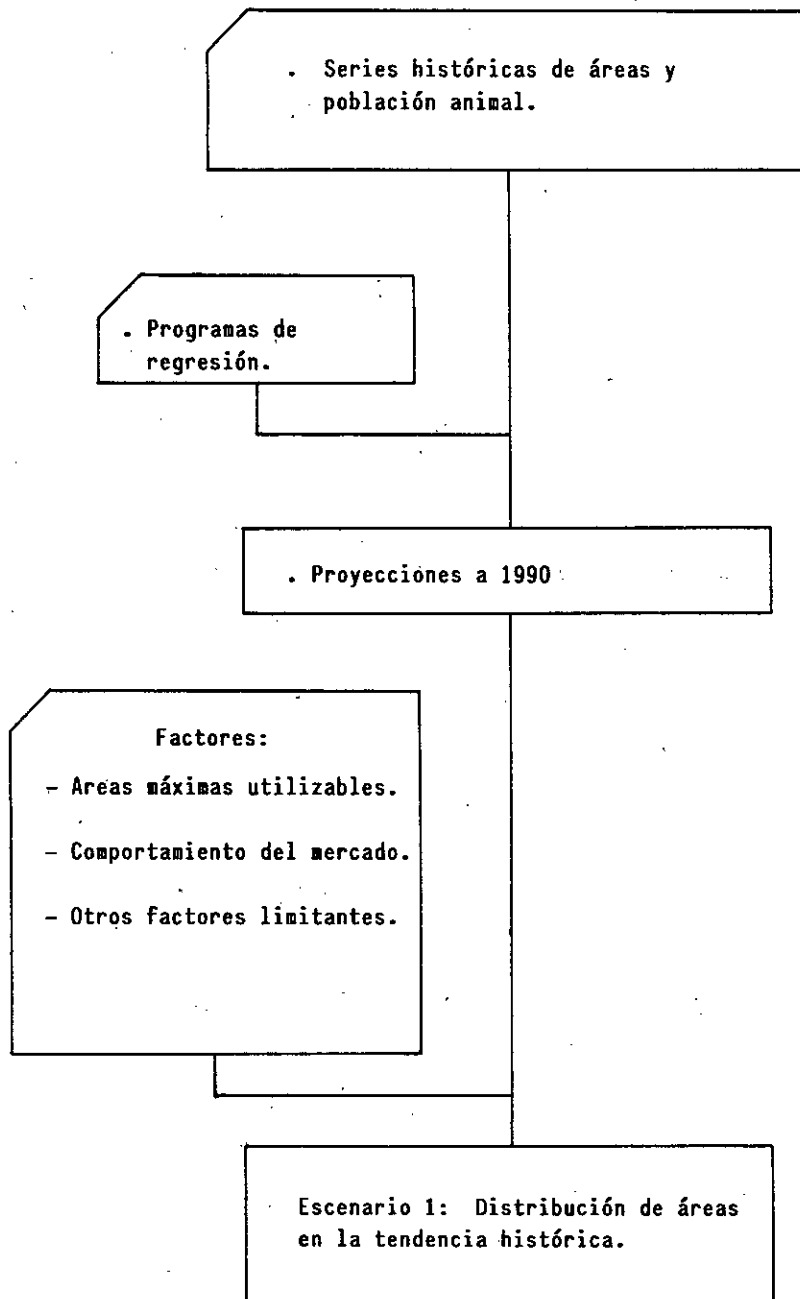 . Series históricas de áreas y
población animal.
. Programas de
regresión.
. Proyecciones a 1990
Factores:
- Areas máximas utilizables.
- Comportamiento del mercado.
- Otros factores limitantes.
Escenario 1: Distribución de áreas
en la tendencia histórica.